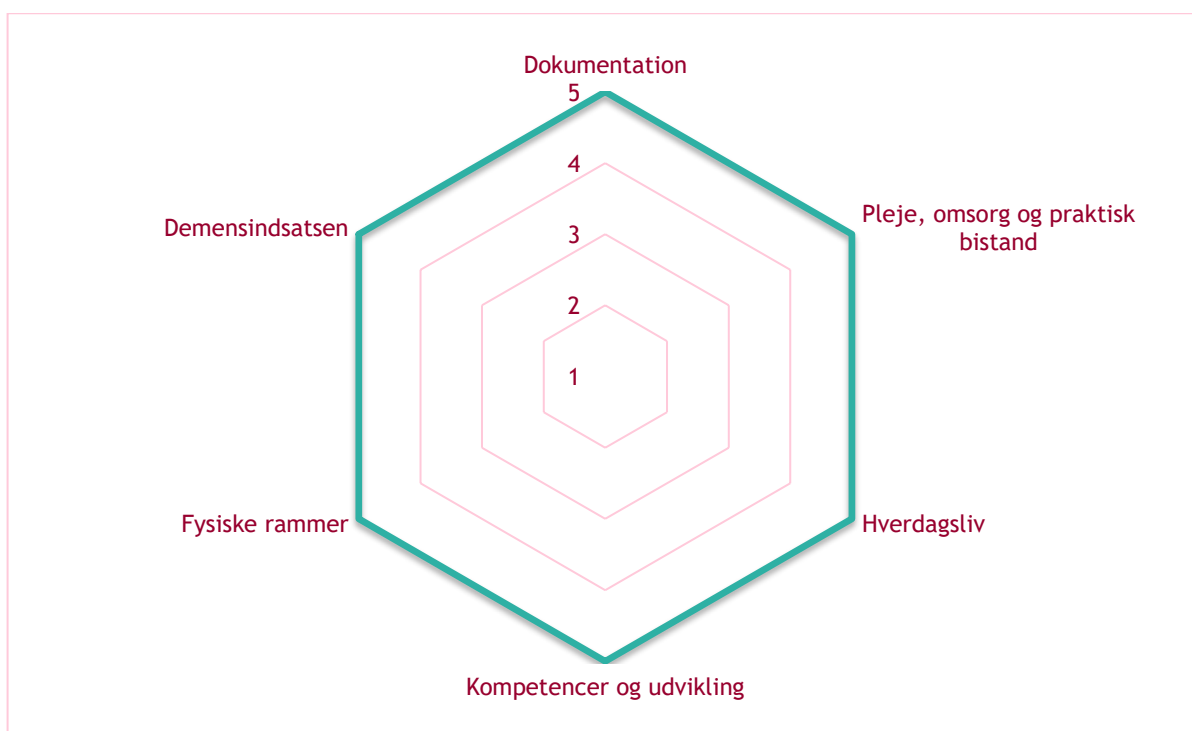 Dokumentation
5
4
3
2
1
Pleje, omsorg og praktisk
bistand
Hverdagsliv
Kompetencer og udvikling
Fysiske rammer
Demensindsatsen